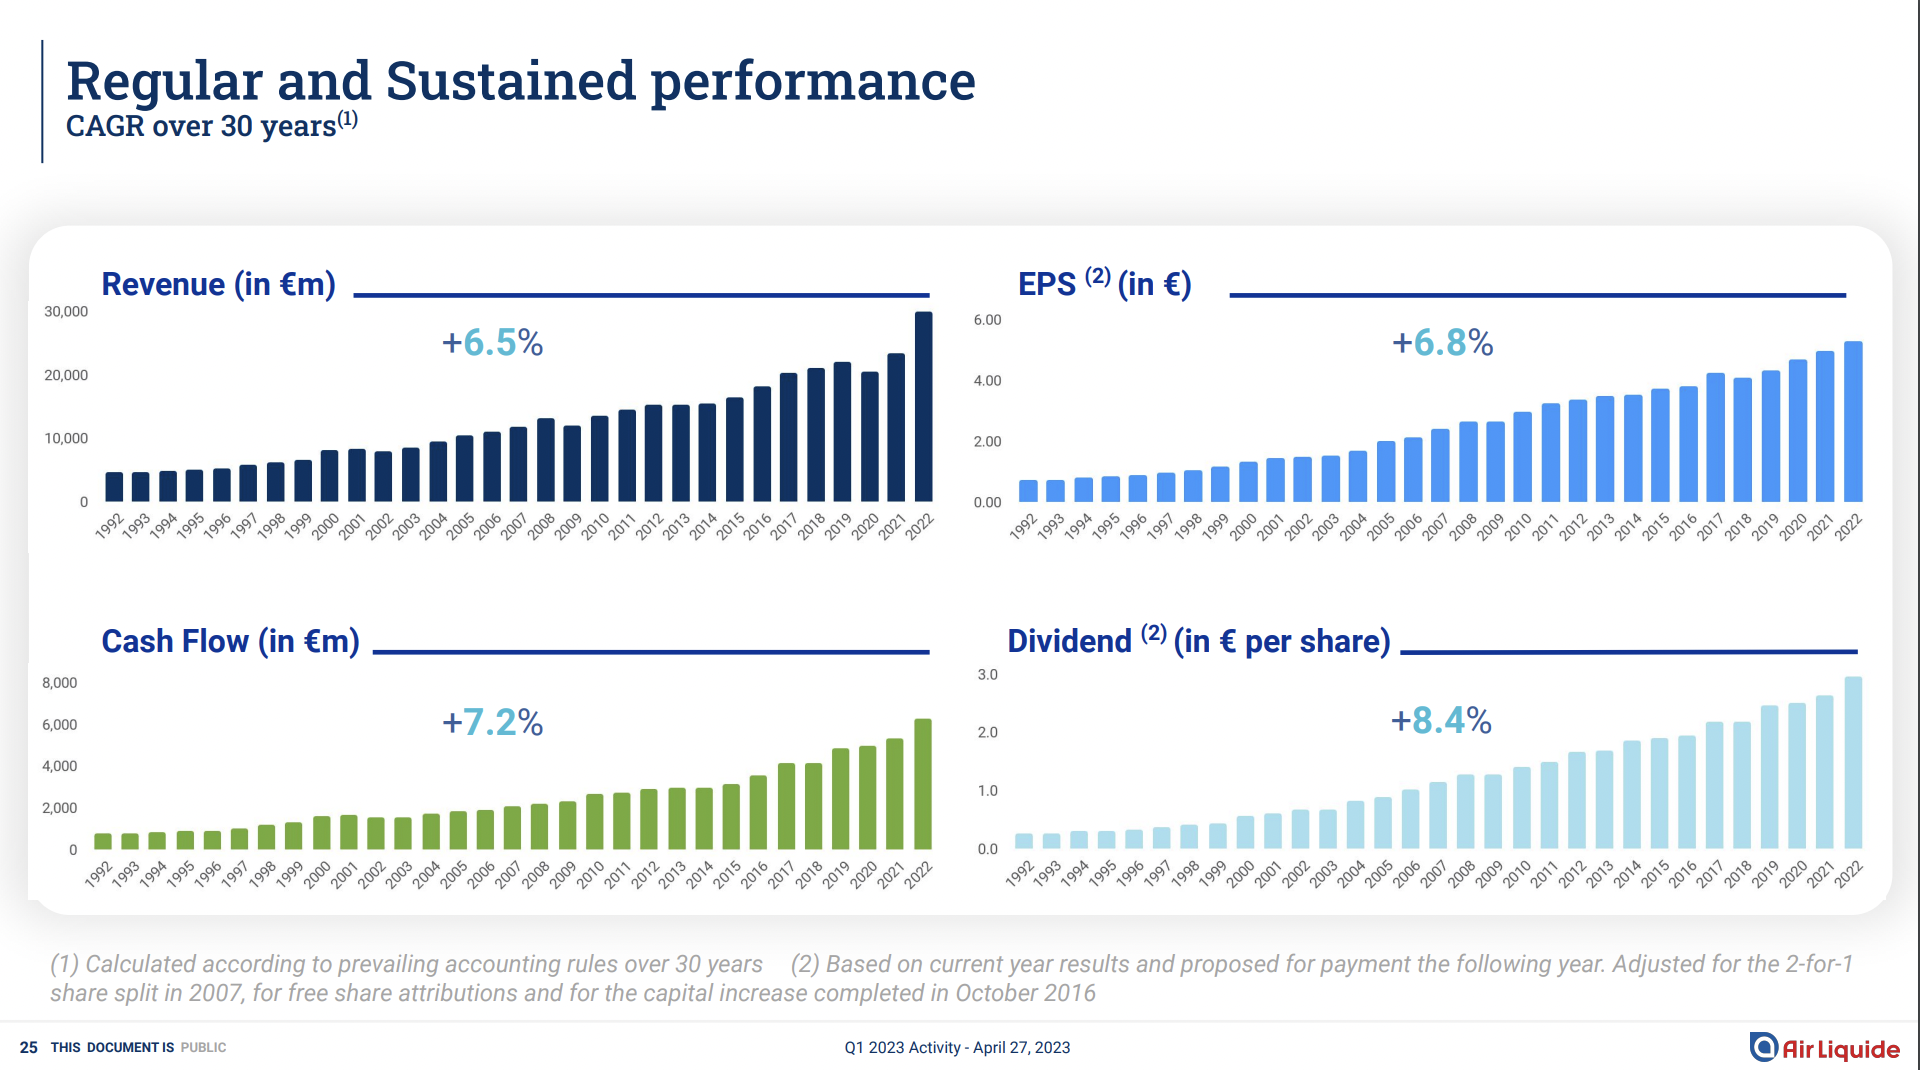 Regular and Sustained performance
CAGR over 30 years(1)
Revenue (in €m)
+6.5%
30,000
20,000
10,000
0
1992 1993 1994 1995 1996 1997 1998 1999 2000 2001 2002 2003 2004 2005 2006 2007 2008 2009 2010 2011 2012 2013 2014 2015 2016 2017 2018 2019 2020 2021 2022
EPS (2) (in €)
+6.8%
6.00
4.00
2.00
0.00
1992 1993 1994 1995 1996 1997 1998 1999 2000 2001 2002 2003 2004 2005 2006 2007 2008 2009 2010 2011 2012 2013 2014 2015 2016 2017 2018 2019 2020 2021 2022
Cash Flow (in €m)
+7.2%
8,000
6,000
4,000
2,000
0
1992 1993 1994 1995 1996 1997 1998 1999 2000 2001 2002 2003 2004 2005 2006 2007 2008 2009 2010 2011 2012 2013 2014 2015 2016 2017 2018 2019 2020 2021 2022
Dividend (2) (in € per share)
+8.4%
3.0
2.0
1.0
0.0
1992 1993 1994 1995 1996 1997 1998 1999 2000 2001 2002 2003 2004 2005 2006 2007 2008 2009 2010 2011 2012 2013 2014 2015 2016 2017 2018 2019 2020 2021 2022
(1) Calculated according to prevailing accounting rules over 30 years (2) Based on current year results and proposed for payment the following year. Adjusted for the 2-for-1
share split in 2007, for free share attributions and for the capital increase completed in October 2016
25 THIS DOCUMENT IS PUBLIC
Q1 2023 Activity - April 27, 2023
Air Liquide